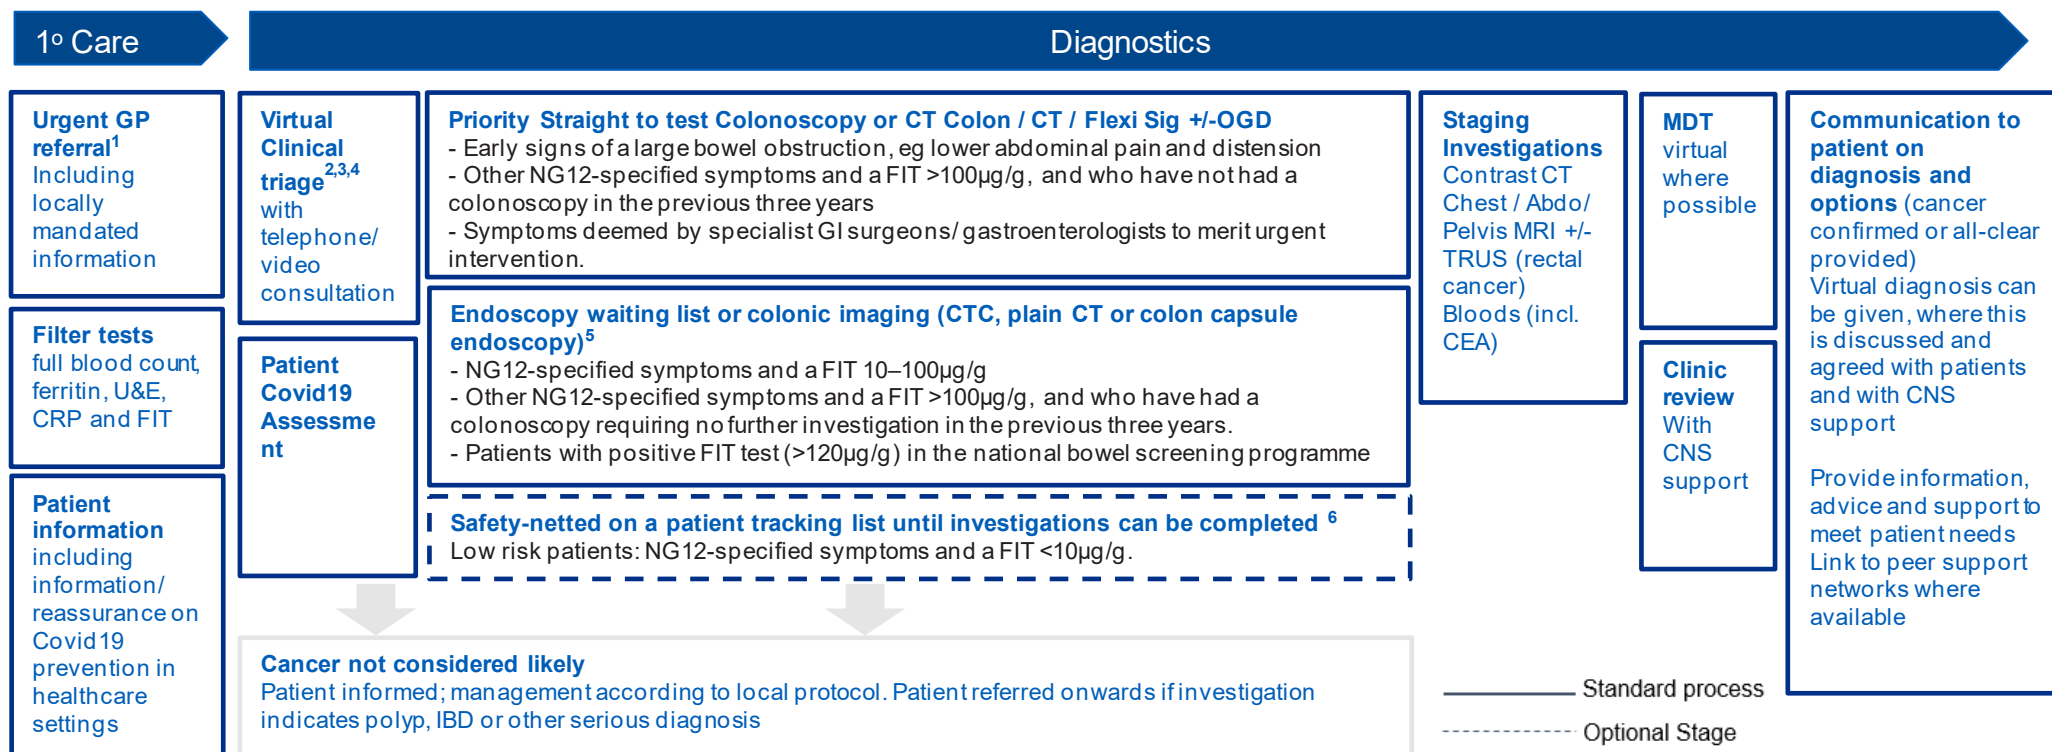 1º Care
Diagnostics
Urgent GP
referral1
Including
locally
mandated
information
Filter tests
full blood count,
ferritin, U&E,
CRP and FIT
Patient
information
including
information/
reassurance on
Covid19
prevention in
healthcare
settings
Virtual
Clinical
triage2,3,4
with
telephone/
video
consultation
Patient
Covid19
Assessme
nt
Priority Straight to test Colonoscopy or CT Colon / CT / Flexi Sig +/-OGD
- Early signs of a large bowel obstruction, eg lower abdominal pain and distension
- Other NG12-specified symptoms and a FIT >100µg/g, and who have not had a
colonoscopy in the previous three years
- Symptoms deemed by specialist GI surgeons/ gastroenterologists to merit urgent
intervention.
Endoscopy waiting list or colonic imaging (CTC, plain CT or colon capsule
endoscopy)5
- NG12-specified symptoms and a FIT 10–100µg/g
- Other NG12-specified symptoms and a FIT >100µg/g, and who have had a
colonoscopy requiring no further investigation in the previous three years.
- Patients with positive FIT test (>120µg/g) in the national bowel screening programme
Safety-netted on a patient tracking list until investigations can be completed 6
Low risk patients: NG12-specified symptoms and a FIT <10µg/g.
Cancer not considered likely
Patient informed; management according to local protocol. Patient referred onwards if investigation
indicates polyp, IBD or other serious diagnosis
Staging
Investigations
Contrast CT
Chest / Abdo/
Pelvis MRI +/-
TRUS (rectal
cancer)
Bloods (incl.
CEA)
MDT
virtual
where
possible
Clinic
review
With
CNS
support
Communication to
patient on
diagnosis and
options (cancer
confirmed or all-clear
provided)
Virtual diagnosis can
be given, where this
is discussed and
agreed with patients
and with CNS
support
Provide information,
advice and support to
meet patient needs
Link to peer support
networks where
available
Standard process
Optional Stage